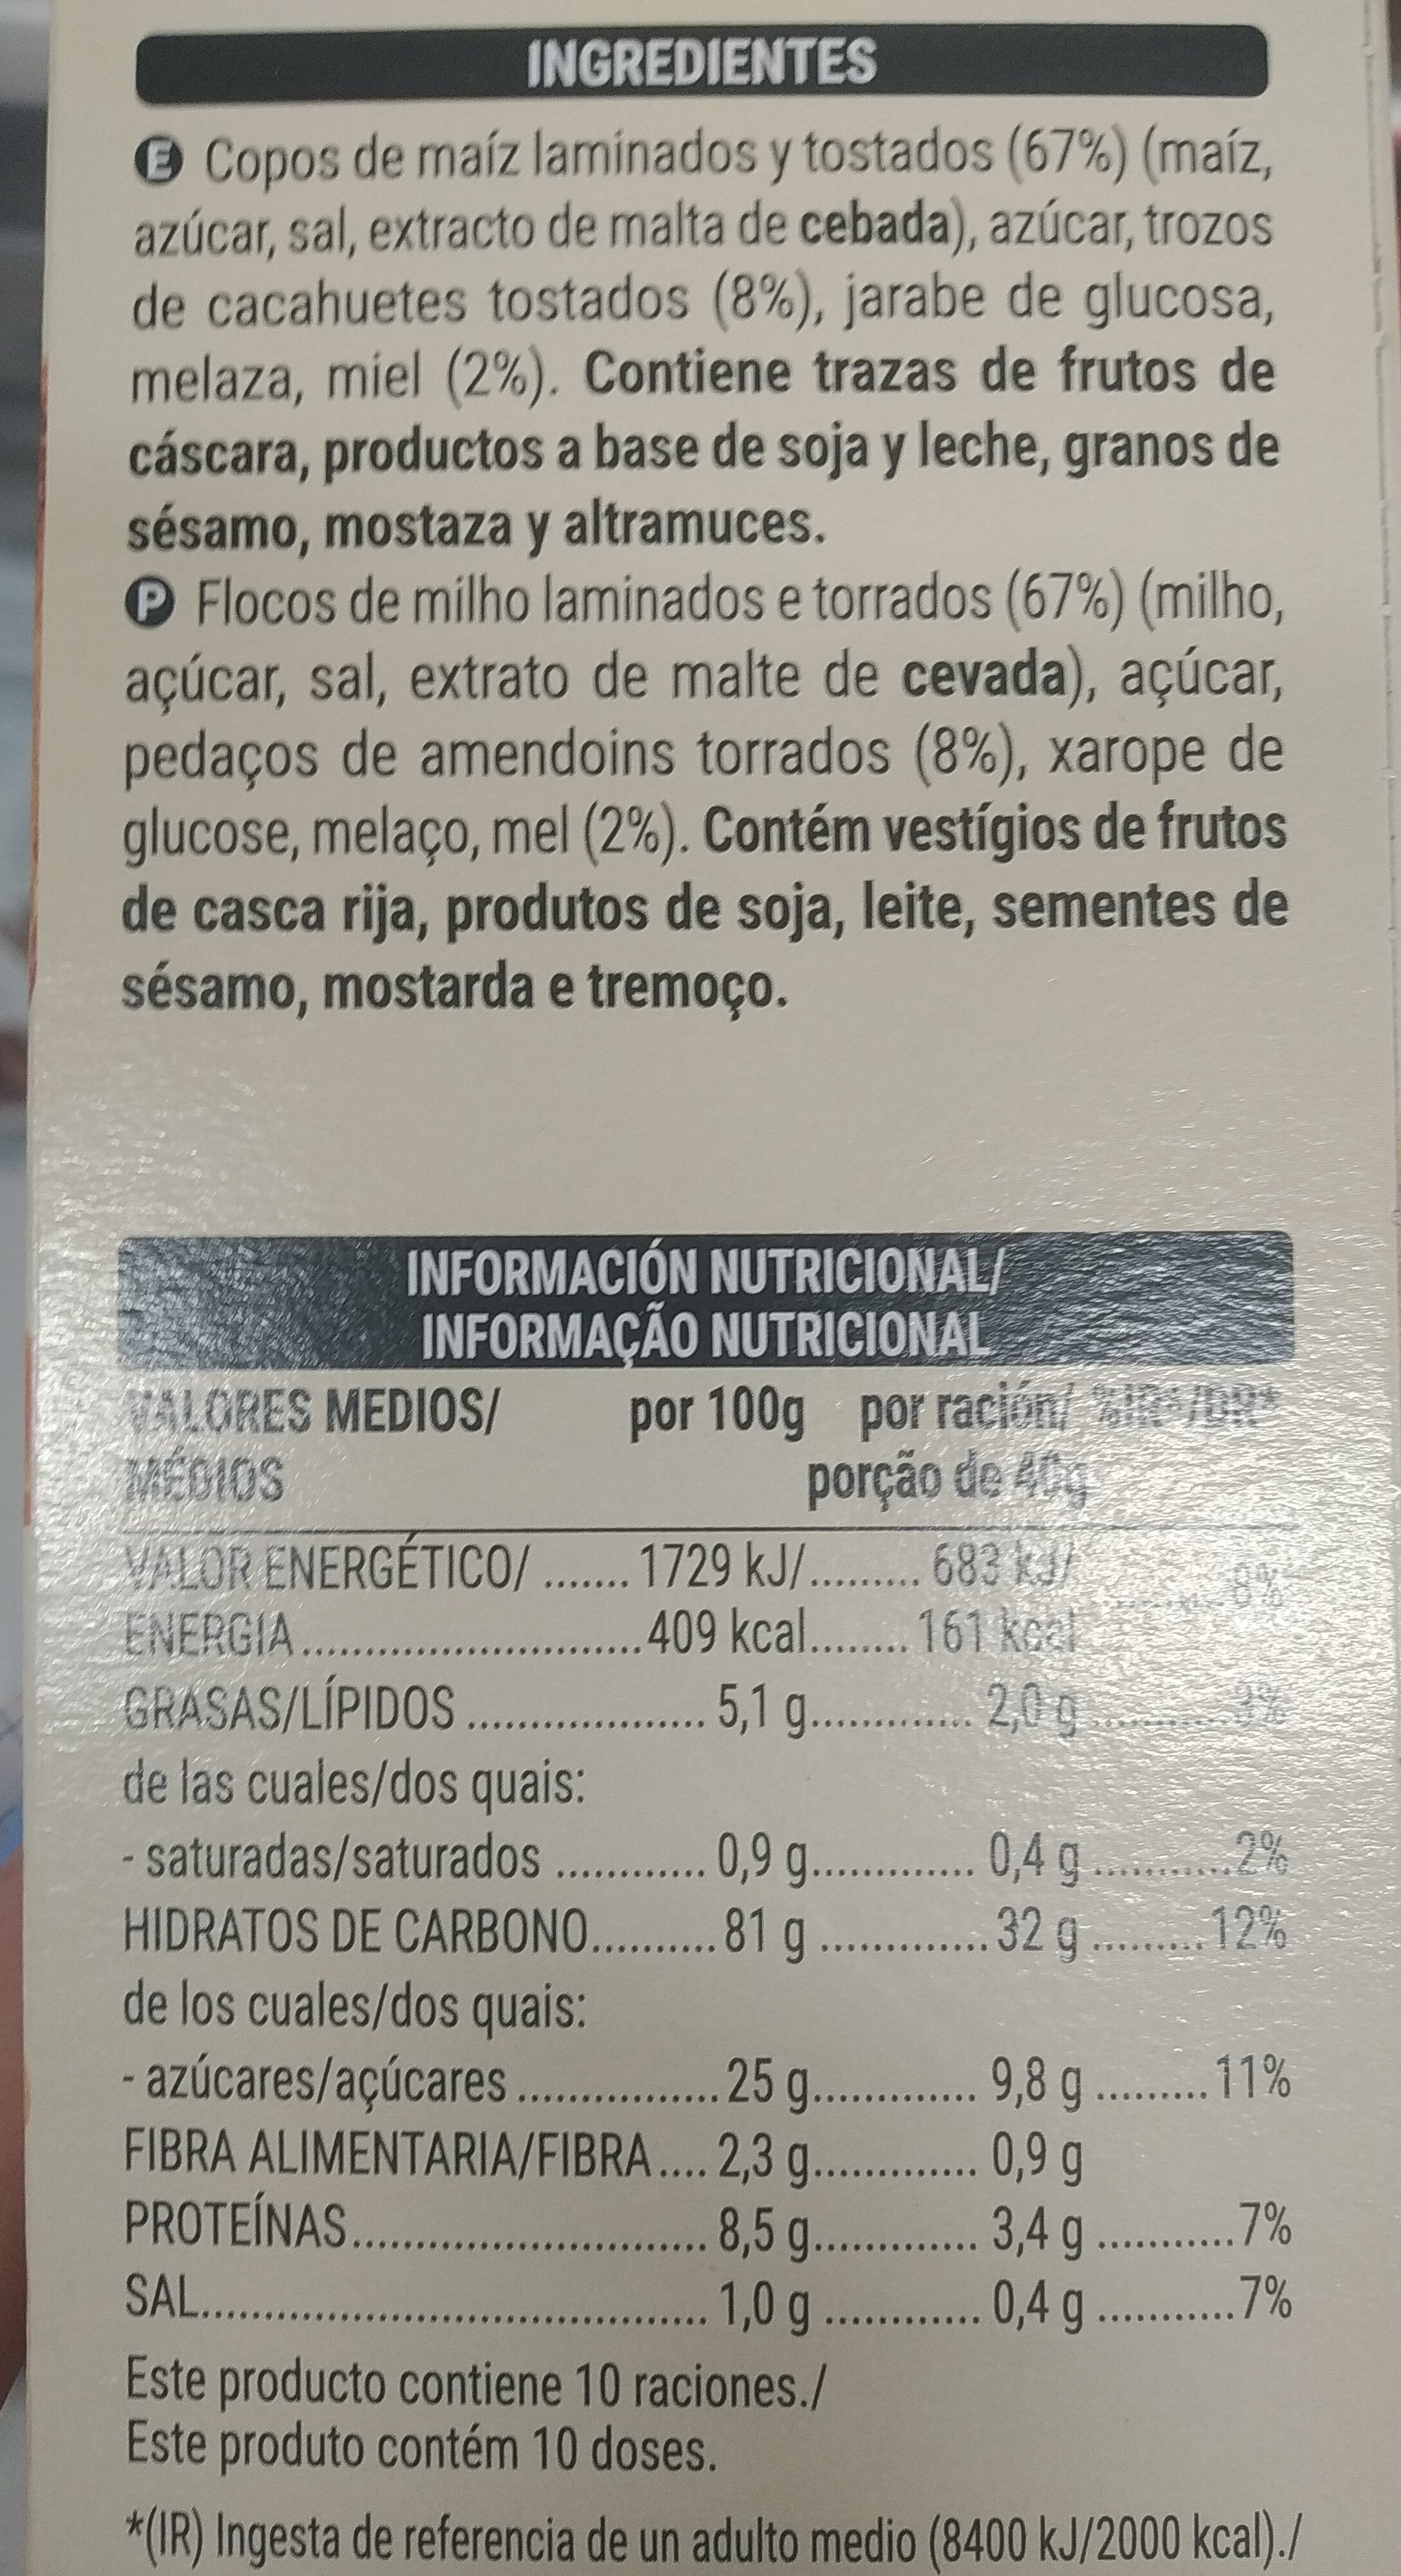 INGREDIENTES
E Copos de maíz laminados y tostados (67%) (maíz,
azúcar, sal, extracto de malta de cebada), azúcar, trozos
de cacahuetes tostados (8%), jarabe de glucosa,
melaza, miel (2%). Contiene trazas de frutos de
cáscara, productos a base de soja y leche, granos de
sésamo, mostaza y altramuces.
P Flocos de milho laminados e torrados (67%) (milho,
açúcar, sal, extrato de malte de cevada), açúcar,
pedaços de amendoins torrados (8%), xarope de
glucose, melaço, mel (2%). Contém vestígios de frutos
de casca rija, produtos de soja, leite, sementes de
sésamo, mostarda e tremoço.
INFORMACIÓN NUTRICIONAL/
INFORMAÇÃO NUTRICIONAL
VALORES MEDIOS/ por 100g por ración/ %IR*/DR*
MÉDIOS porção de 40g
VALOR ENERGÉTICO/ ....... 1729 kJ/......... 683 kJ/ ........ 8%
ENERGIA............................409 kcal........ 161 kcal
GRASAS/LÍPIDOS .................... 5,1 g............. 2,0 g ........... 3%
de las cuales/dos quais:
- saturadas/saturados ............ 0,9 g............. 0,4 g ...........2%
HIDRATOS DE CARBONO.......... 81 g ..............32 g .........12%
de los cuales/dos quais:
- azúcares/açúcares .................25 g............. 9,8 g .........11%
FIBRA ALIMENTARIA/FIBRA.... 2,3 g............. 0,9 g
PROTEÍNAS............................. 8,5 g............. 3,4 g ...........7%
SAL......................................... 1,0 g ............ 0,4 g ...........7%
Este producto contiene 10 raciones./
Este produto contém 10 doses.
*(IR) Ingesta de referencia de un adulto medio (8400 kJ/2000 kcal)./